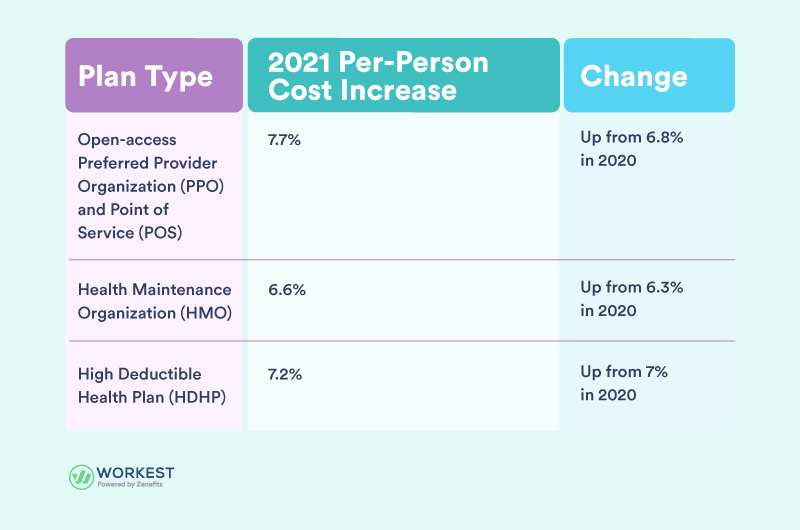 Plan Type
2021 Per-Person
Cost Increase
Change
Open-access
Preferred Provider
Organization (PPO)
and Point of
Service (POS)
7.7%
Up from 6.8%
in 2020
Health Maintenance
Organization (HMO)
6.6%
Up from 6.3%
in 2020
High Deductible
Health Plan (HDHP)
7.2%
Up from 7%
in 2020
WORKEST
Powered by Zenefits